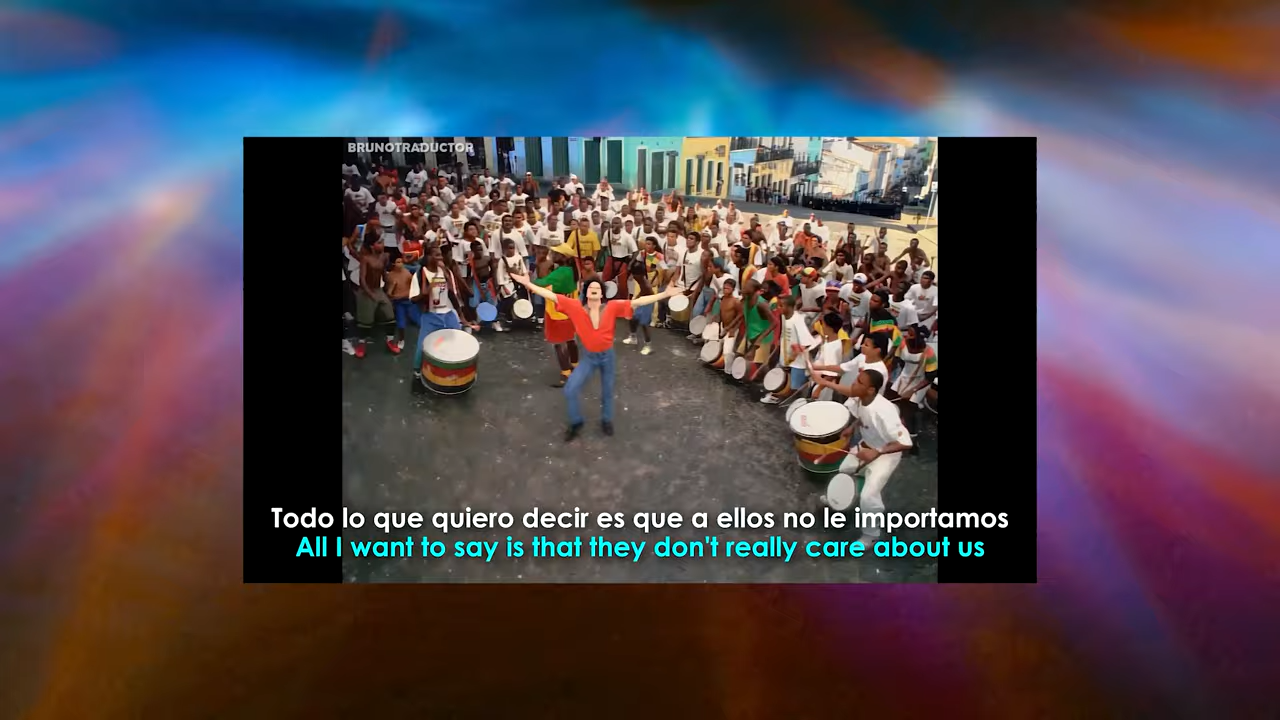 BRUNOTRADUCTOR
Todo lo que quiero decir es que a ellos no le importamos
All I want to say is that they don't really care about us